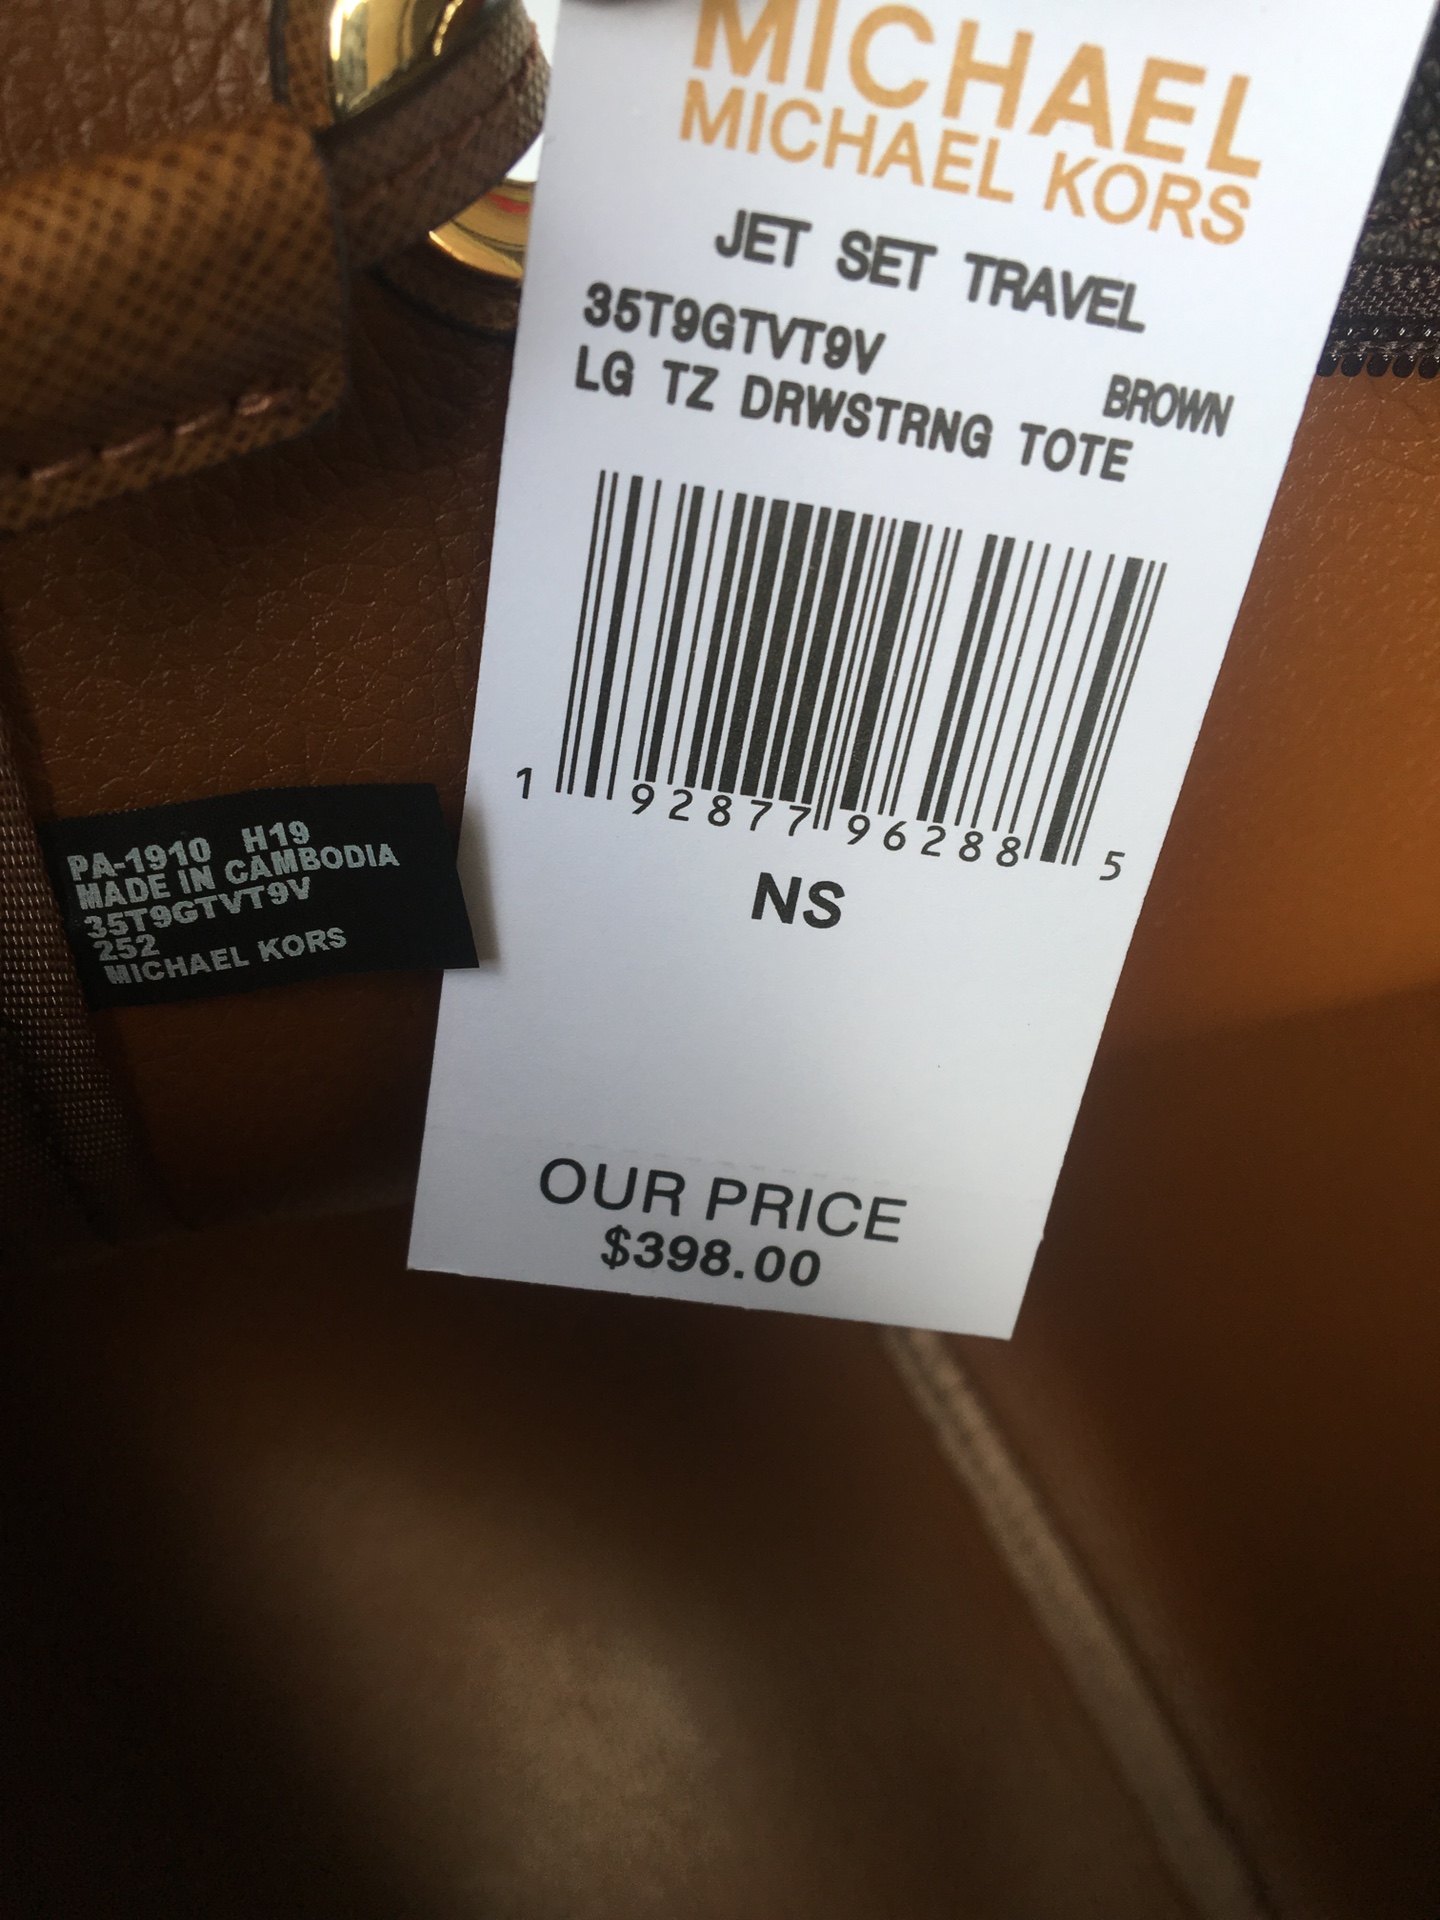 MICHAEL
MICHAEL KORS
JET SET TRAVEL
35T9GTVT9V
BROWN
LG TZ DRWSTRNG TOTE
1 92877 96288 5
NS
OUR PRICE
$398.00
PA-1910 H19
MADE IN CAMBODIA
35T9GTVT9V
252
MICHAEL KORS